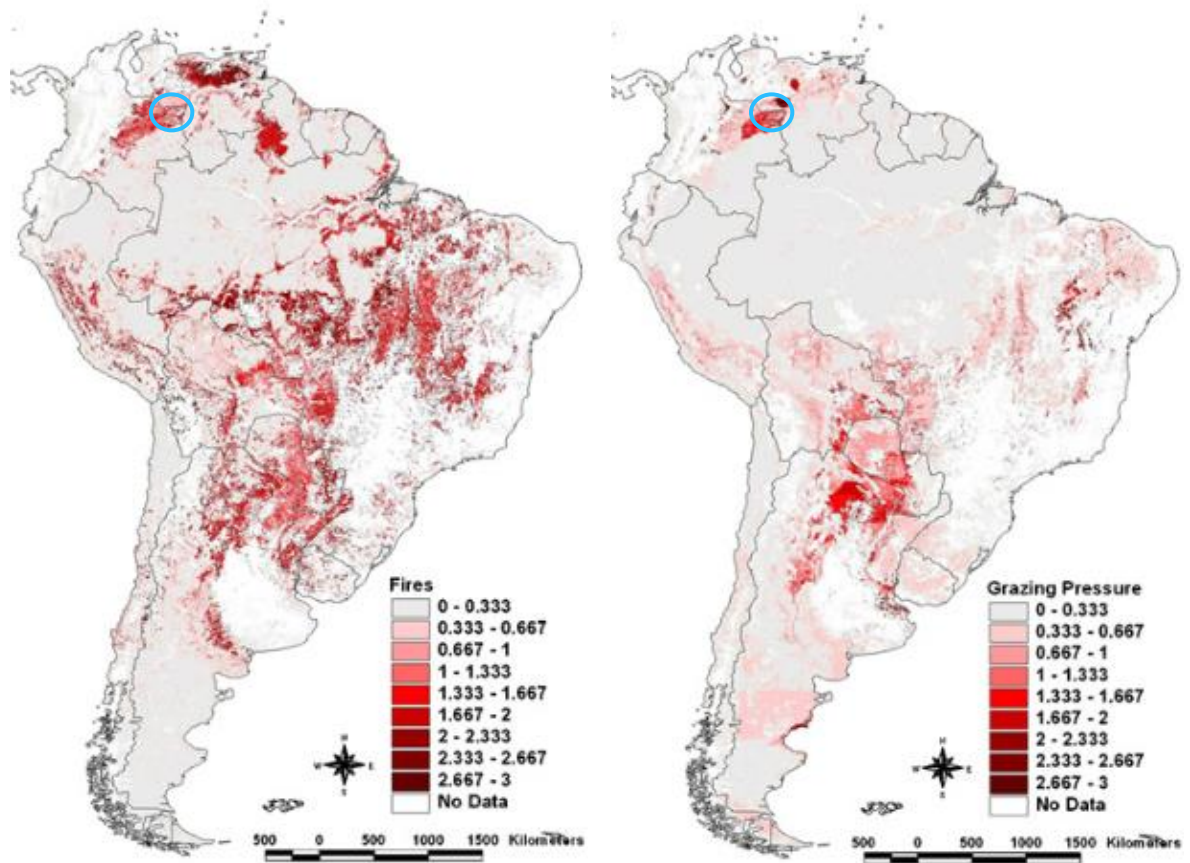 Fires
0 - 0.333
0.333 - 0.667
0.667 - 1
1 - 1.333
1.333 - 1.667
1.667 - 2
2 - 2.333
2.333 - 2.667
2.667 - 3
No Data
N
W E
S
500 0 500 1000 1500 Kilometers
Grazing Pressure
0 - 0.333
0.333 - 0.667
0.667 - 1
1 - 1.333
1.333 - 1.667
1.667 - 2
2 - 2.333
2.333 - 2.667
2.667 - 3
No Data
N
W E
S
500 0 500 1000 1500 Kilometers